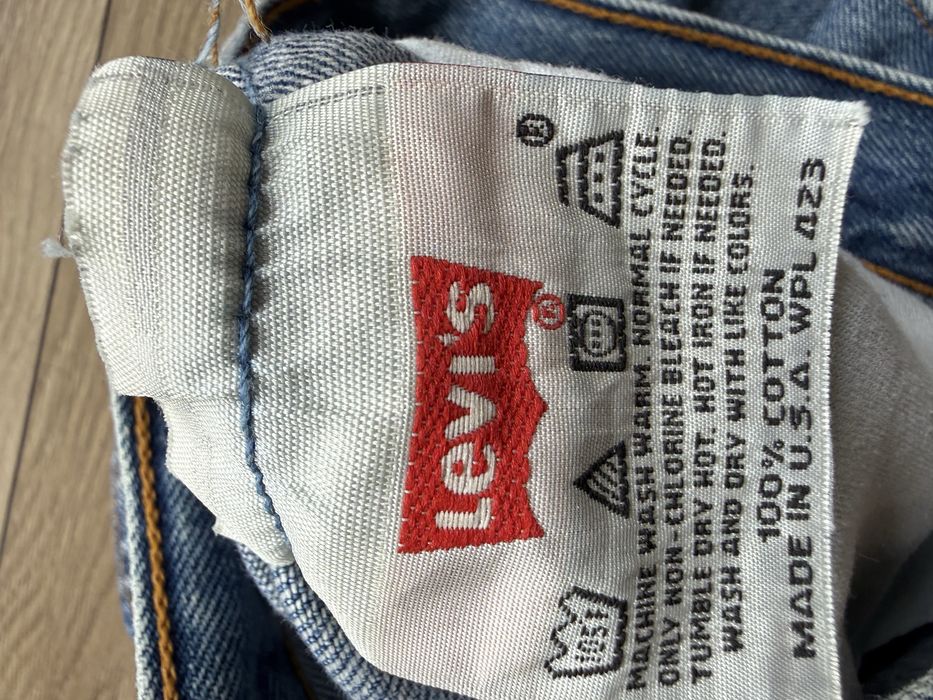 Levi's®
MACHINE WASH WARM. NORMAL CYCLE.
ONLY NON-CHLORINE BLEACH IF NEEDED.
TUMBLE DRY HOT. HOT IRON IF NEEDED.
WASH AND DRY WITH LIKE COLORS.
100% COTTON
MADE IN U.S.A. WPL 423